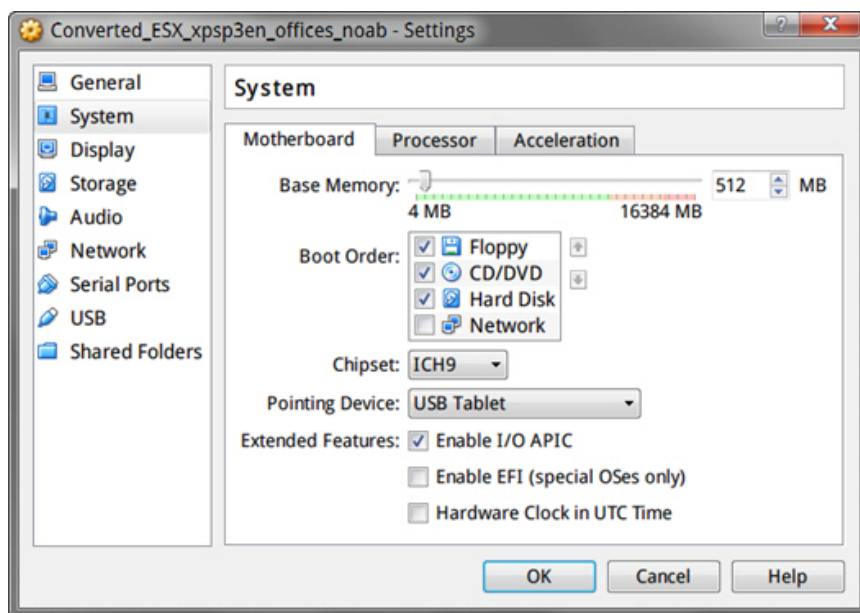 Converted_ESX_xpsp3en_offices_noab - Settings
General
System
Display
Storage
Audio
Network
Serial Ports
USB
Shared Folders
System
Motherboard Processor Acceleration
Base Memory: 512 MB
4 MB 16384 MB
Boot Order: Floppy
CD/DVD
Hard Disk
Network
Chipset: ICH9
Pointing Device: USB Tablet
Extended Features: Enable I/O APIC
Enable EFI (special OSes only)
Hardware Clock in UTC Time
OK Cancel Help